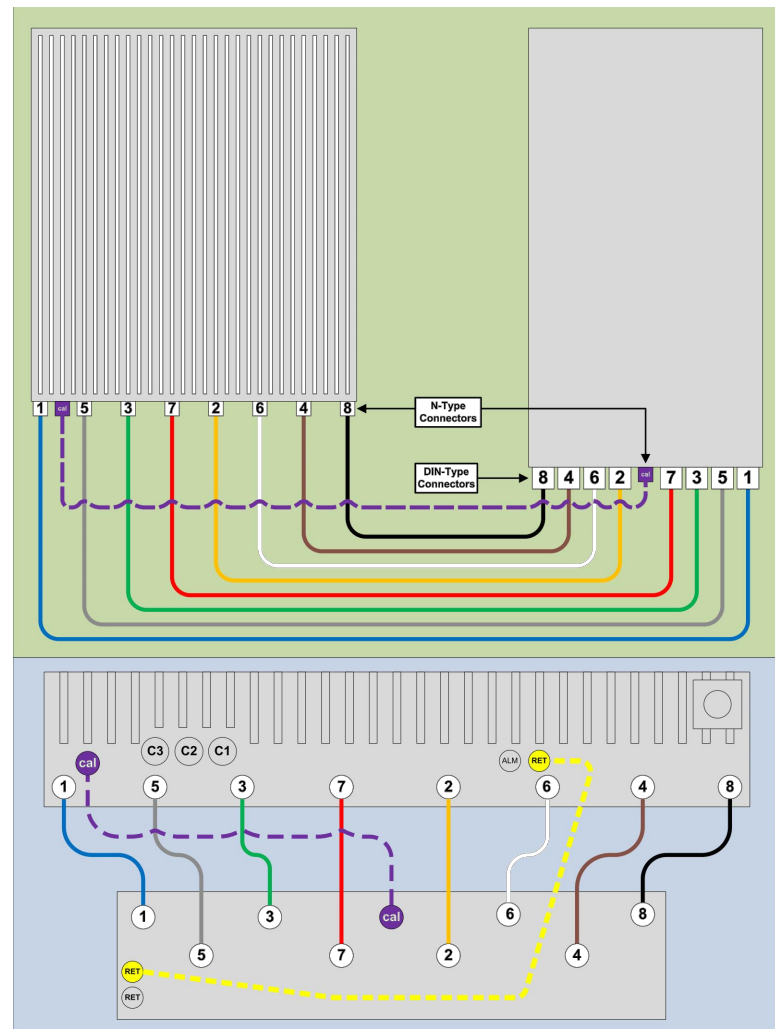 1 cal 5 3 7 2 6 4 8
N-Type
Connectors
DIN-Type
Connectors
8 4 6 2 cal 7 3 5 1
C3 C2 C1
cal
ALM RET
1 5 3 7 2 6 4 8
1 3 cal 6 8
5 7 2 4
RET
RET